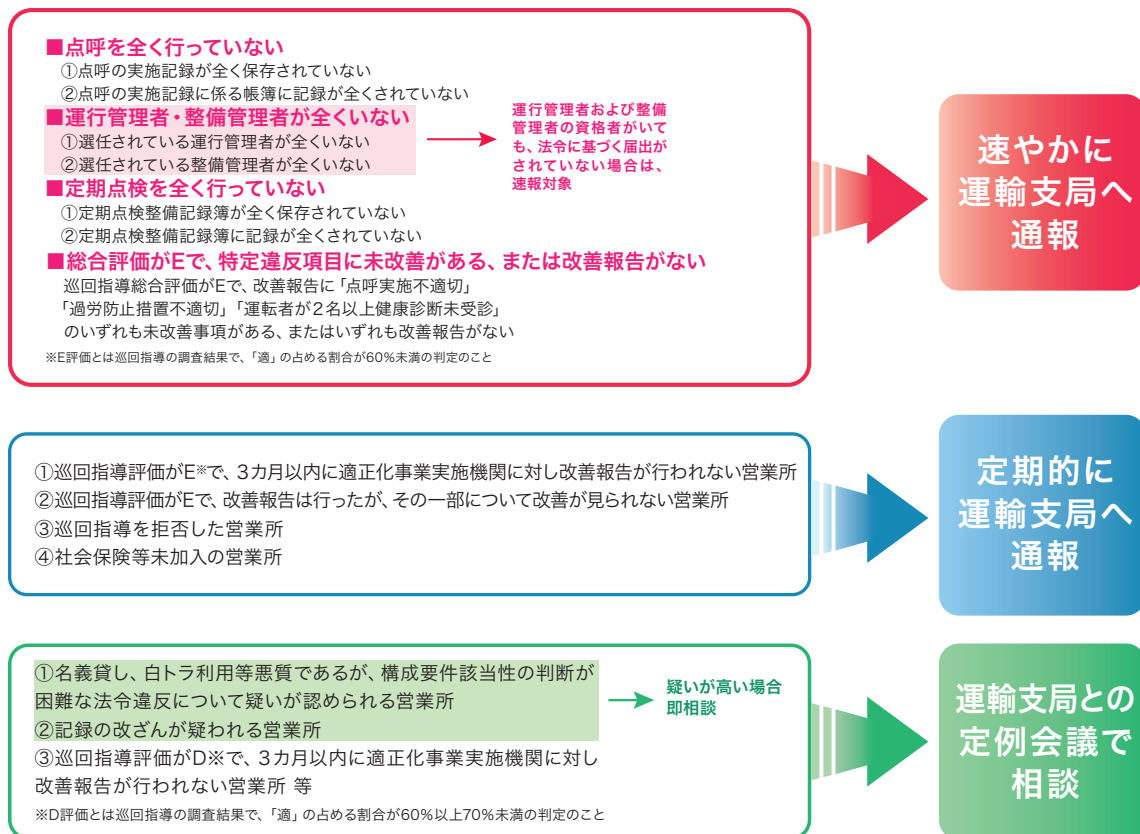 ■点呼を全く行っていない
①点呼の実施記録が全く保存されていない
②点呼の実施記録に係る帳簿に記録が全くされていない
■運行管理者・整備管理者が全くいない
①選任されている運行管理者が全くいない
②選任されている整備管理者が全くいない
運行管理者および整備
管理者の資格者がいて
も、法令に基づく届出が
されていない場合は、
速報対象
■定期点検を全く行っていない
①定期点検整備記録簿が全く保存されていない
②定期点検整備記録簿に記録が全くされていない
■総合評価がEで、特定違反項目に未改善がある、または改善報告がない
巡回指導総合評価がEで、改善報告に「点呼実施不適切」
「過労防止措置不適切」「運転者が2名以上健康診断未受診」
のいずれも未改善事項がある、またはいずれも改善報告がない
※E評価とは巡回指導の調査結果で、「適」の占める割合が60%未満の判定のこと
速やかに
運輸支局へ
通報
①巡回指導評価がE※で、3カ月以内に適正化事業実施機関に対し改善報告が行われない営業所
②巡回指導評価がEで、改善報告は行ったが、その一部について改善が見られない営業所
③巡回指導を拒否した営業所
④社会保険等未加入の営業所
定期的に
運輸支局へ
通報
①名義貸し、白トラ利用等悪質であるが、構成要件該当性の判断が
困難な法令違反について疑いが認められる営業所
②記録の改ざんが疑われる営業所
疑いが高い場合
即相談
③巡回指導評価がD※で、3カ月以内に適正化事業実施機関に対し
改善報告が行われない営業所 等
※D評価とは巡回指導の調査結果で、「適」の占める割合が60%以上70%未満の判定のこと
運輸支局との
定例会議で
相談